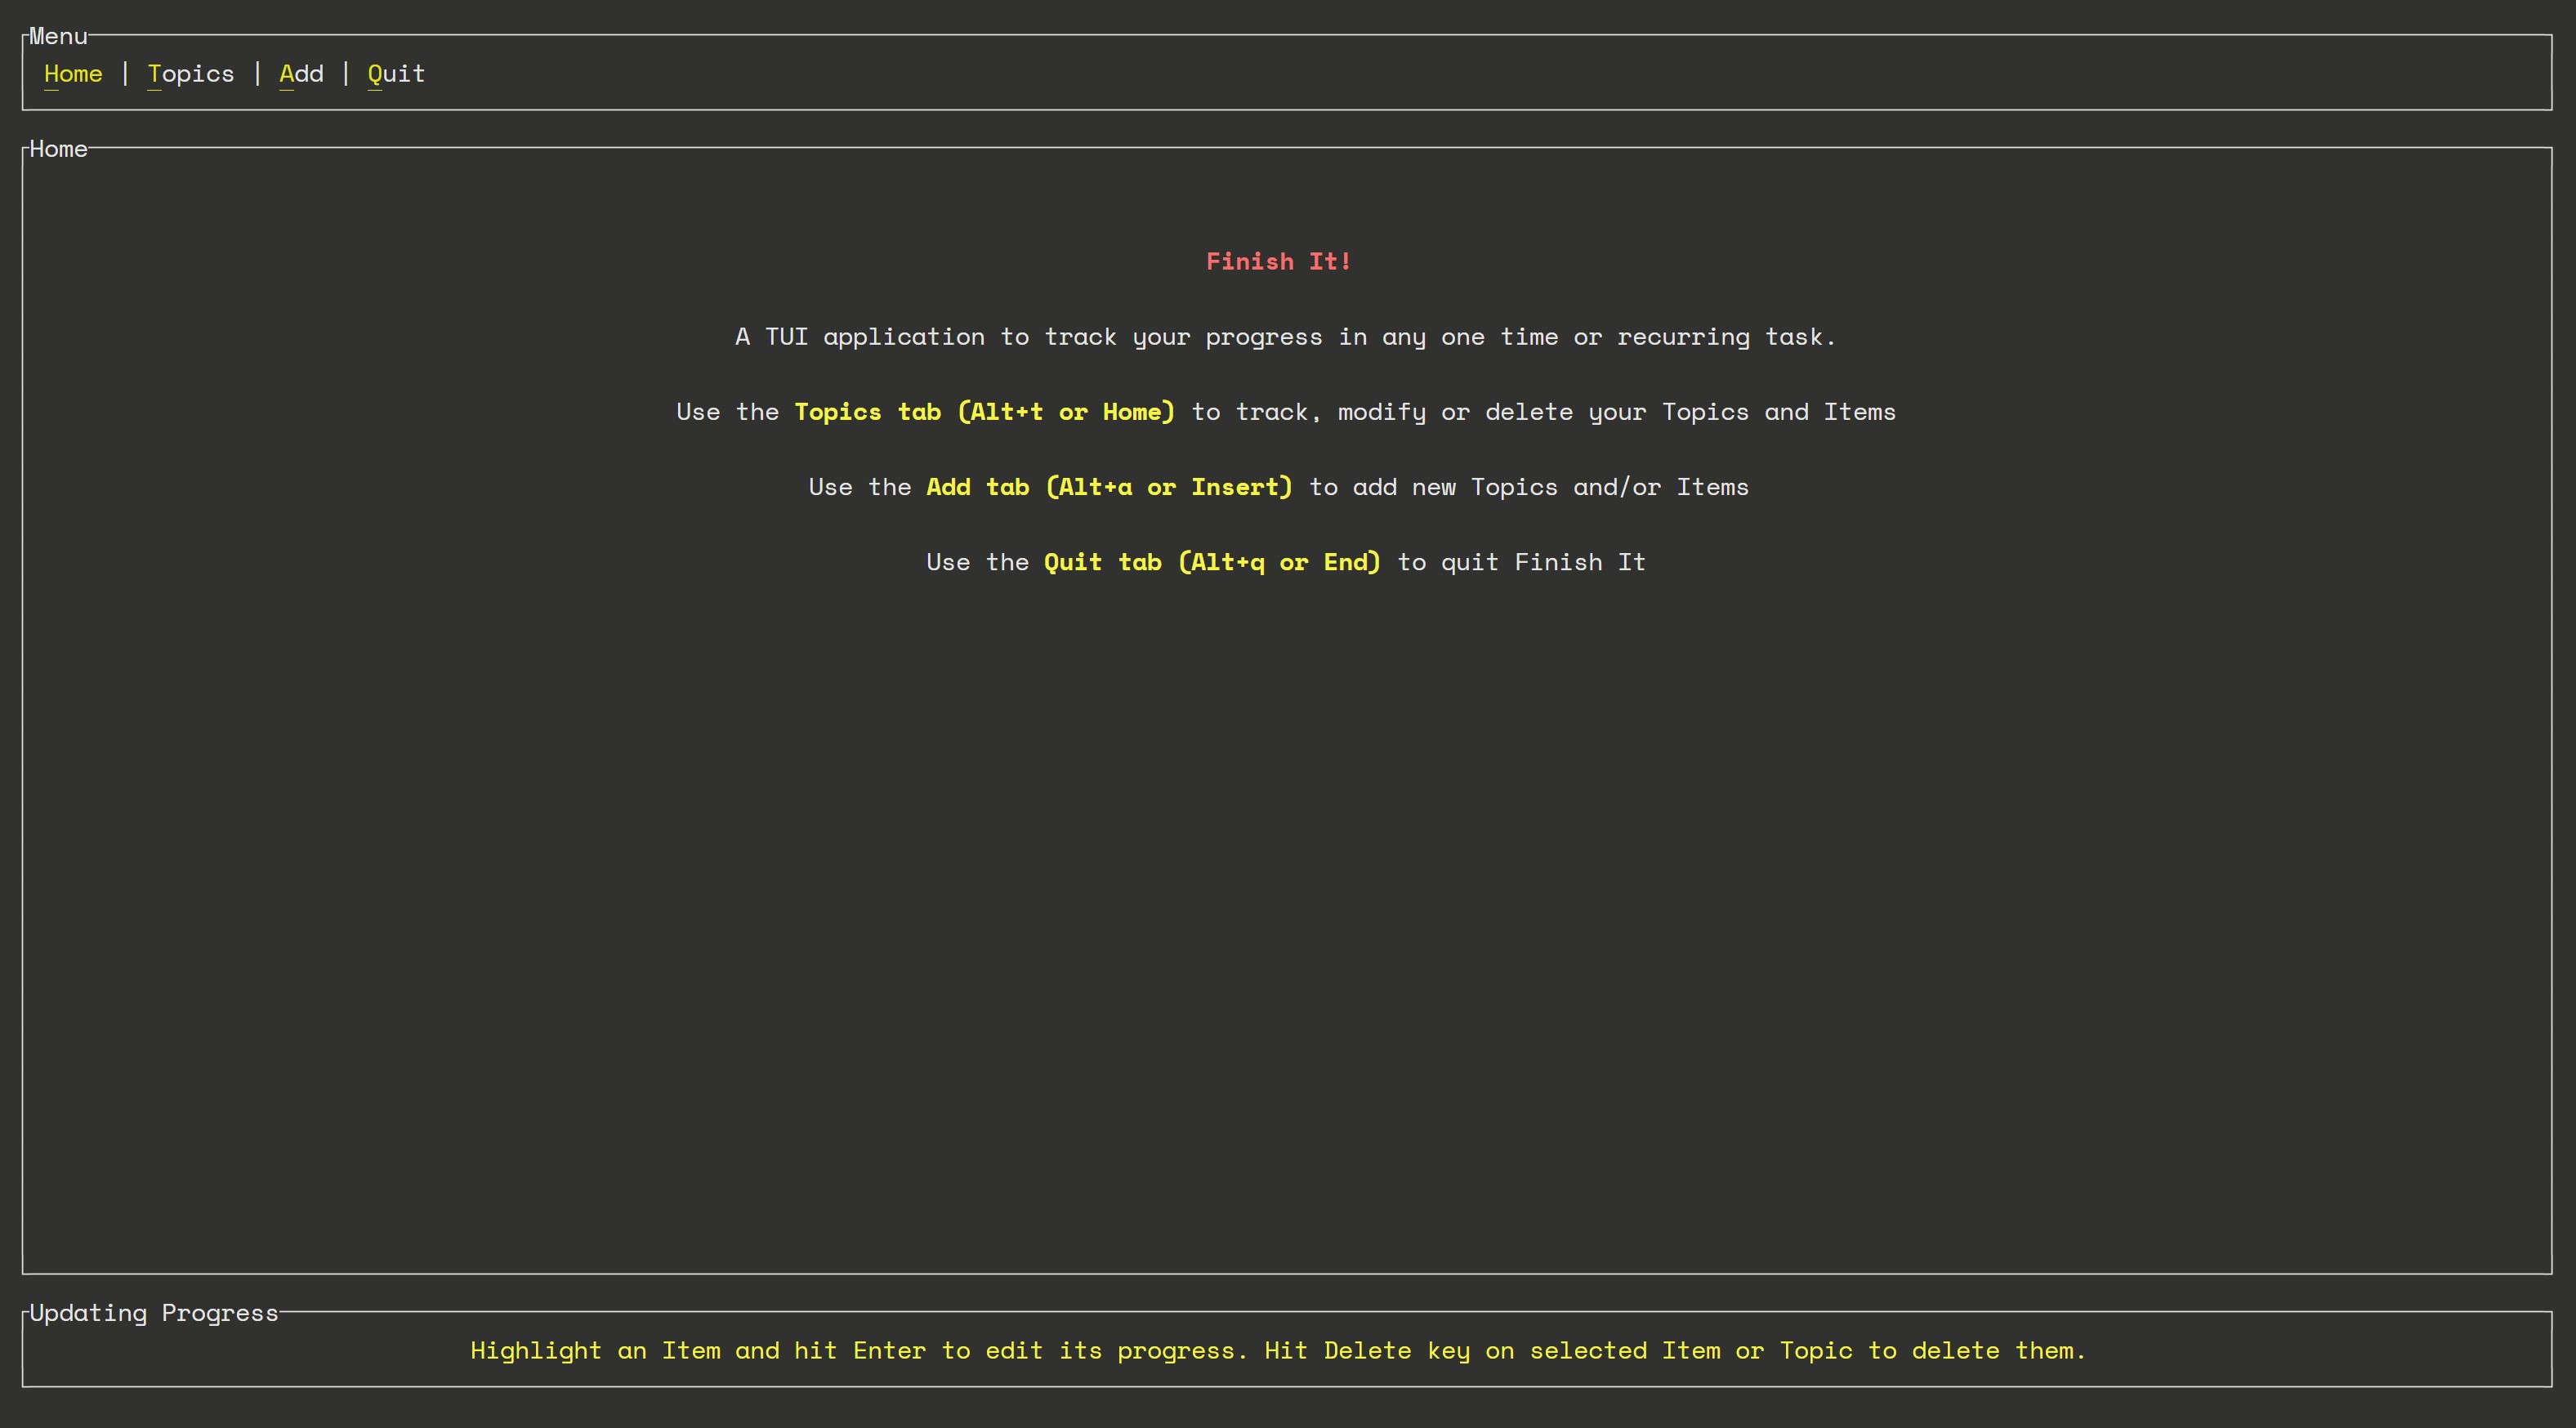 Menu
Home | Topics | Add | Quit
Home
Finish It!
A TUI application to track your progress in any one time or recurring task.
Use the Topics tab (Alt+t or Home) to track, modify or delete your Topics and Items
Use the Add tab (Alt+a or Insert) to add new Topics and/or Items
Use the Quit tab (Alt+q or End) to quit Finish It
Updating Progress
Highlight an Item and hit Enter to edit its progress. Hit Delete key on selected Item or Topic to delete them.